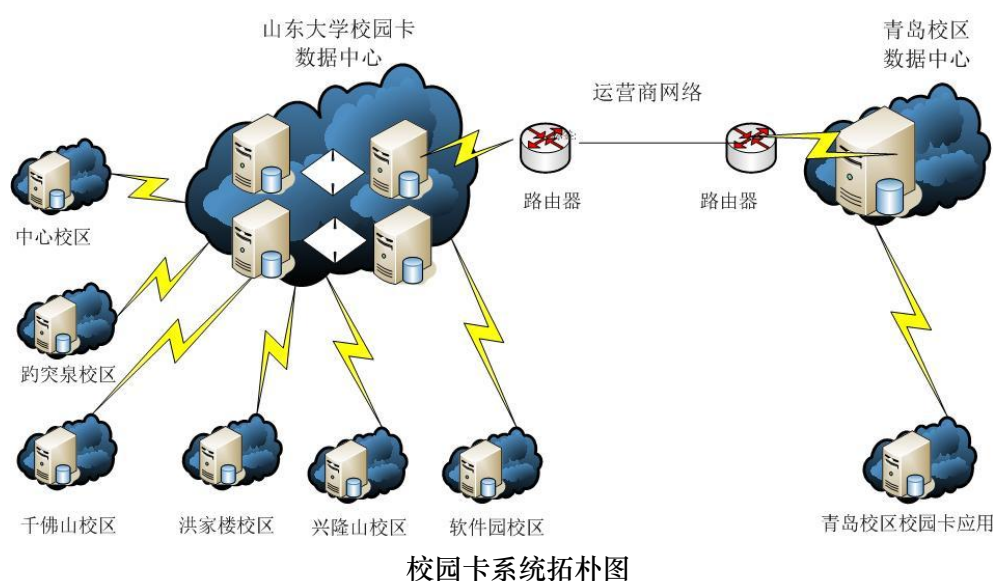 山东大学校园卡
数据中心
青岛校区
数据中心
运营商网络
路由器
路由器
中心校区
趵突泉校区
千佛山校区
洪家楼校区
兴隆山校区
软件园校区
青岛校区校园卡应用
校园卡系统拓朴图